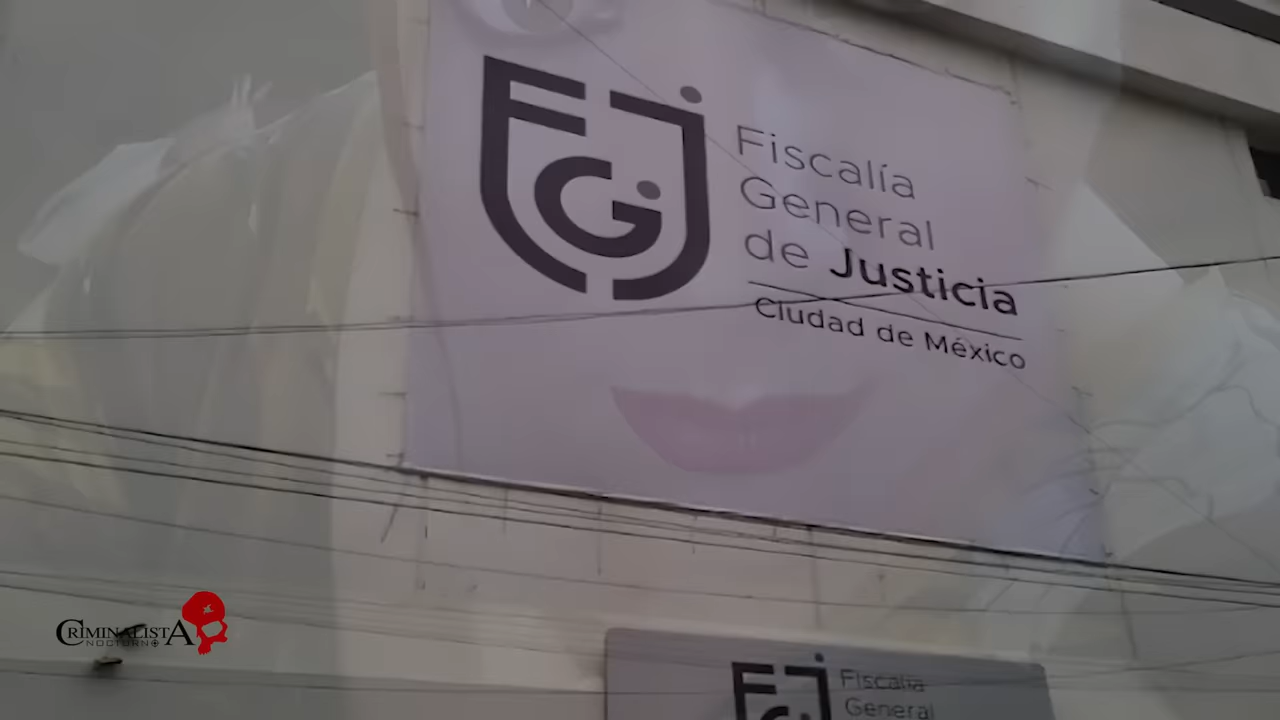 FGJ
Fiscalía
General
de Justicia
Ciudad de México
CRIMINALISTA
NOCTURNO
FGJ
Fiscalía
General